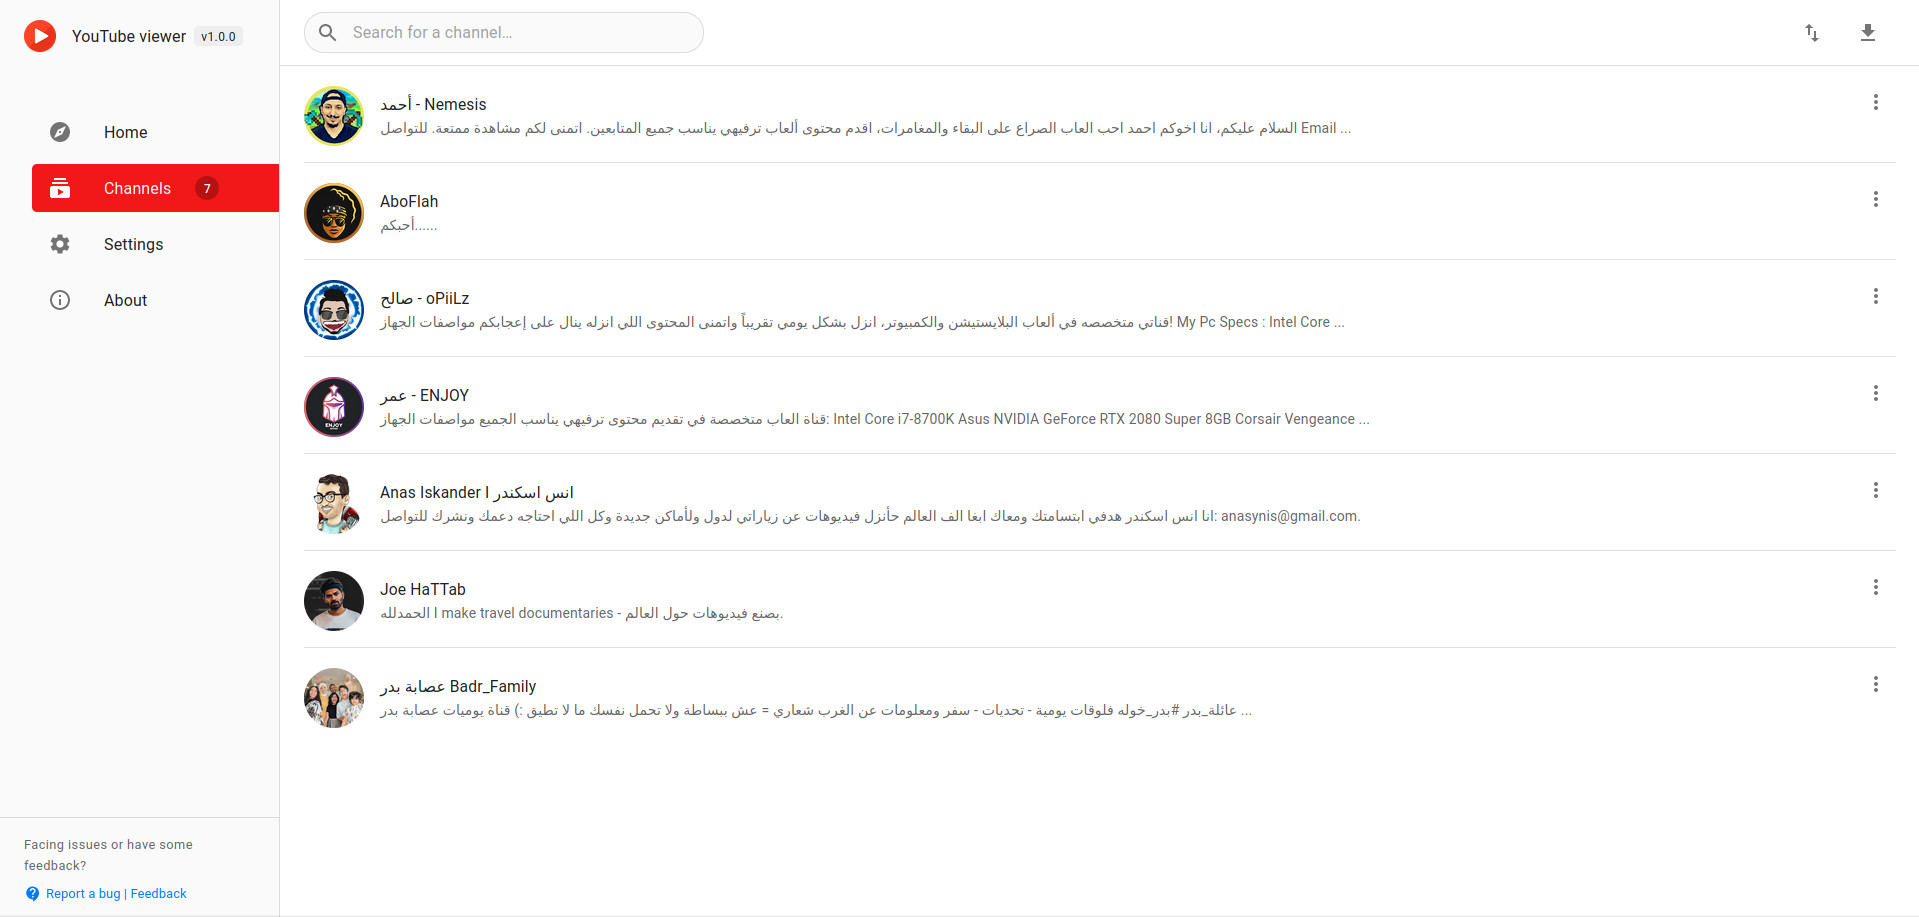 YouTube viewer v1.0.0
Home
Channels 7
Settings
About
Facing issues or have some
feedback?
Report a bug | Feedback
Search for a channel...
أحمد - Nemesis
السلام عليكم، انا اخوكم احمد احب العاب الصراع على البقاء والمغامرات، اقدم محتوى ألعاب ترفيهي يناسب جميع المتابعين. اتمنى لكم مشاهدة ممتعة. للتواصل Email ...
AboFlah
أحبكم......
صالح - oPiiLz
قناتي متخصصه في ألعاب البلايستيشن والكمبيوتر، انزل بشكل يومي تقريباً واتمنى المحتوى اللي انزله ينال على إعجابكم مواصفات الجهاز! My Pc Specs : Intel Core ...
عمر - ENJOY
ENJOY
قناة العاب متخصصة في تقديم محتوى ترفيهي يناسب الجميع مواصفات الجهاز: Intel Core i7-8700K Asus NVIDIA GeForce RTX 2080 Super 8GB Corsair Vengeance ...
Anas Iskander I انس اسكندر
انا انس اسكندر هدفي ابتسامتك ومعاك ابغا الف العالم حأنزل فيديوهات عن زياراتي لدول ولأماكن جديدة وكل اللي احتاجه دعمك ونشرك للتواصل: anasynis@gmail.com.
Joe HaTTab
الحمدلله I make travel documentaries - بصنع فيديوهات حول العالم.
عصابة بدر Badr_Family
قناة يوميات عصابة بدر (: عائلة_بدر #بدر_خوله فلوقات يومية - تحديات - سفر ومعلومات عن الغرب شعاري = عش ببساطة ولا تحمل نفسك ما لا تطيق ...